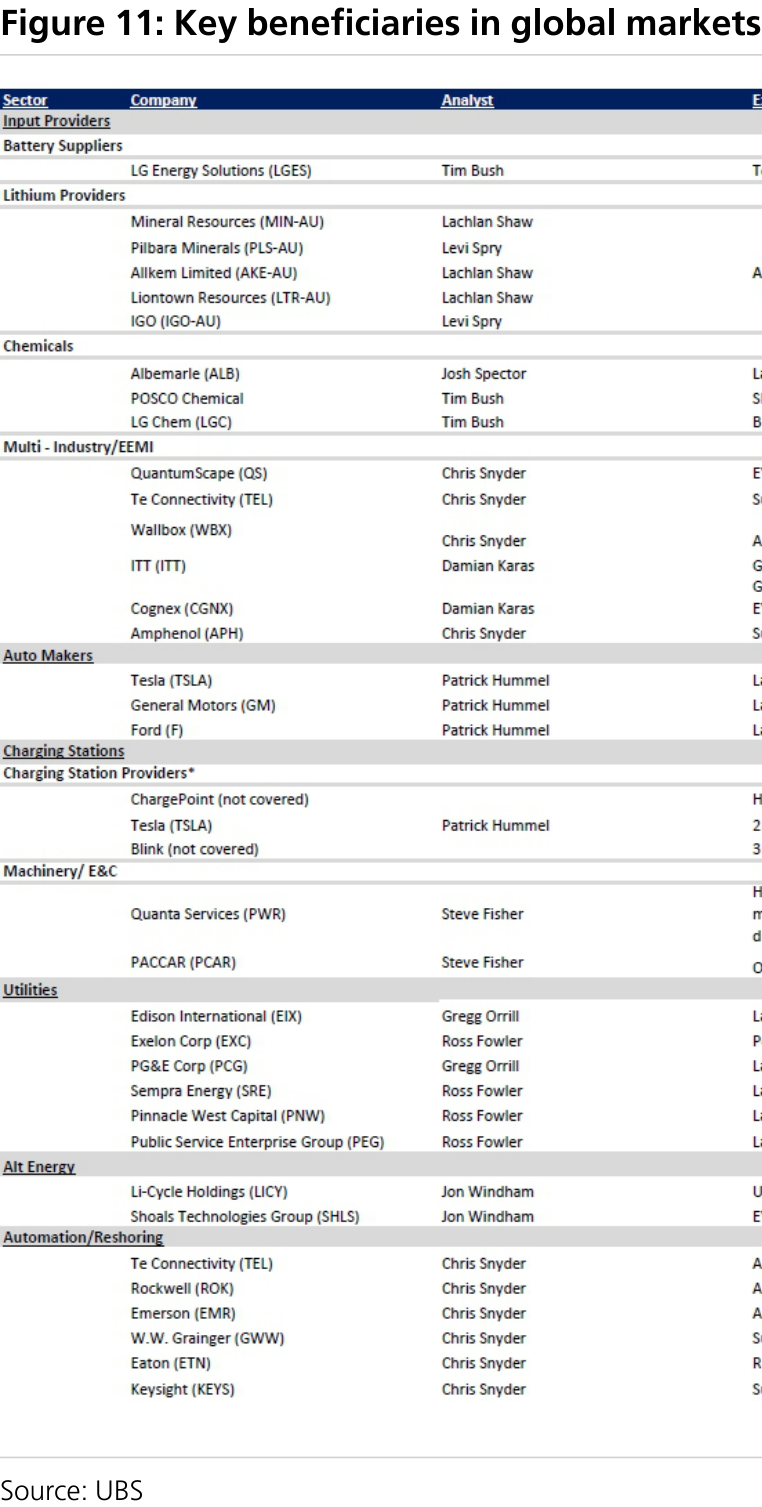 Figure 11: Key beneficiaries in global markets
Sector Company Analyst
Input Providers
Battery Suppliers
LG Energy Solutions (LGES) Tim Bush
Lithium Providers
Mineral Resources (MIN-AU) Lachlan Shaw
Pilbara Minerals (PLS-AU) Levi Spry
Allkem Limited (AKE-AU) Lachlan Shaw A
Liontown Resources (LTR-AU) Lachlan Shaw
IGO (IGO-AU) Levi Spry
Chemicals
Albemarle (ALB) Josh Spector
POSCO Chemical Tim Bush
LG Chem (LGC) Tim Bush B
Multi - Industry/EEMI
QuantumScape (QS) Chris Snyder
Te Connectivity (TEL) Chris Snyder
Wallbox (WBX)
Chris Snyder A
ITT (ITT) Damian Karas G
G
Cognex (CGNX) Damian Karas
Amphenol (APH) Chris Snyder
Auto Makers
Tesla (TSLA) Patrick Hummel
General Motors (GM) Patrick Hummel
Ford (F) Patrick Hummel
Charging Stations
Charging Station Providers*
ChargePoint (not covered) H
Tesla (TSLA) Patrick Hummel 2
Blink (not covered) 3
Machinery/ E&C
H
Quanta Services (PWR) Steve Fisher m
d
PACCAR (PCAR) Steve Fisher O
Utilities
Edison International (EIX) Gregg Orrill
Exelon Corp (EXC) Ross Fowler
PG&E Corp (PCG) Gregg Orrill
Sempra Energy (SRE) Ross Fowler
Pinnacle West Capital (PNW) Ross Fowler
Public Service Enterprise Group (PEG) Ross Fowler
Alt Energy
Li-Cycle Holdings (LICY) Jon Windham U
Shoals Technologies Group (SHLS) Jon Windham
Automation/Reshoring
Te Connectivity (TEL) Chris Snyder A
Rockwell (ROK) Chris Snyder A
Emerson (EMR) Chris Snyder A
W.W. Grainger (GWW) Chris Snyder
Eaton (ETN) Chris Snyder R
Keysight (KEYS) Chris Snyder
Source: UBS